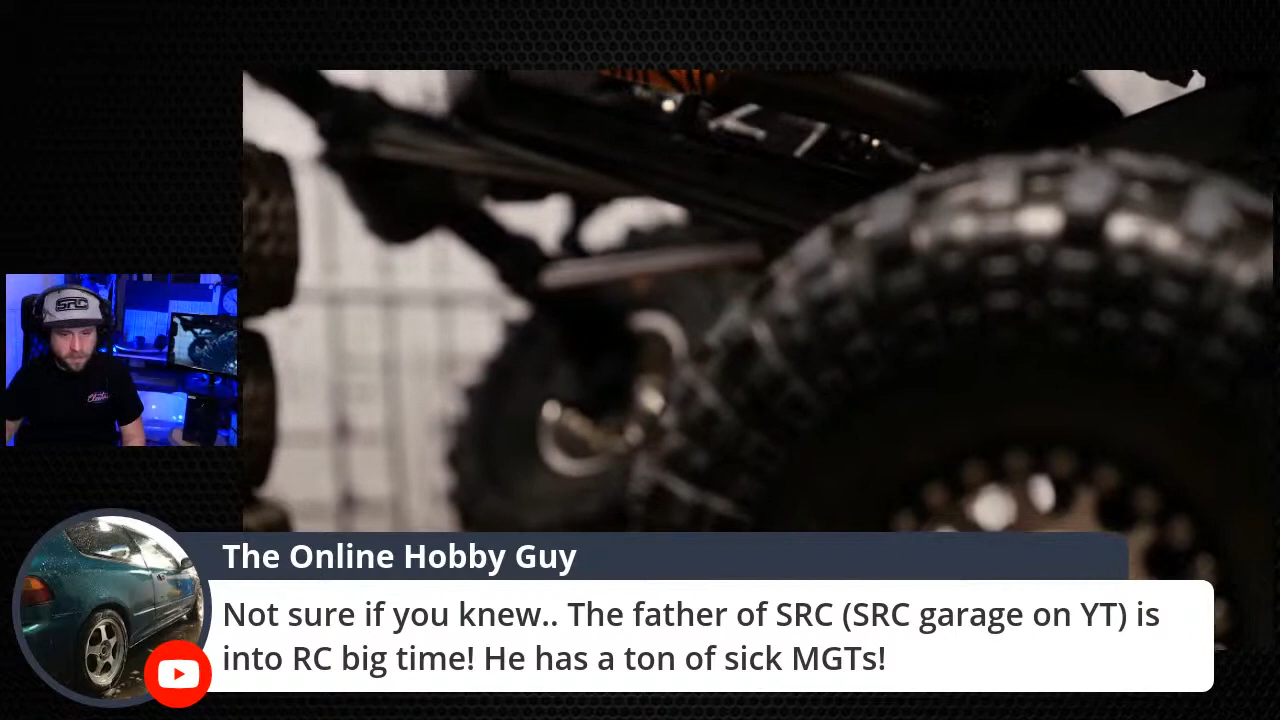 SRC
The Online Hobby Guy
Not sure if you knew.. The father of SRC (SRC garage on YT) is
into RC big time! He has a ton of sick MGTs!